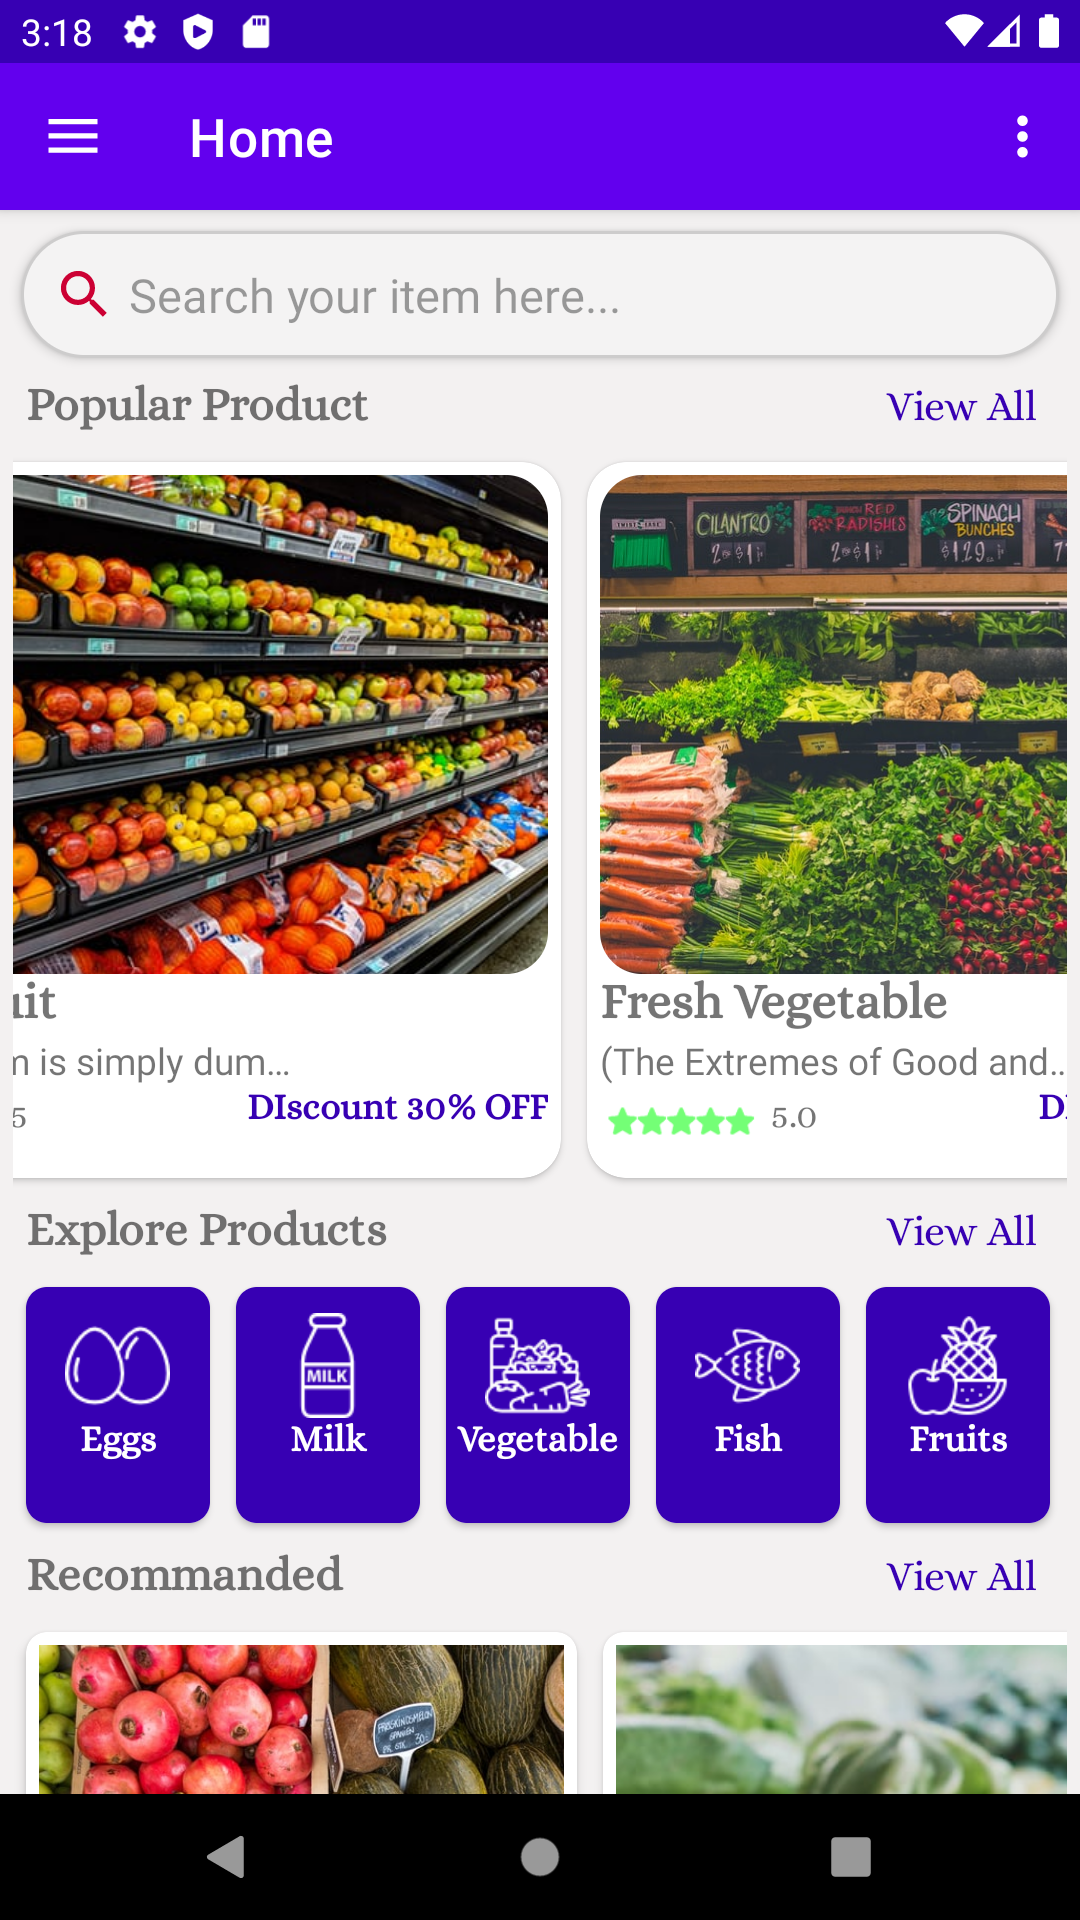 3:18
Home
Search your item here...
Popular Product
View All
CILANTRO
RED
RADISHES
SPINACH
BUNCHES
2 $1
2 $1
$1.29
uit
Fresh Vegetable
m is simply dum...
(The Extremes of Good and...
5
DIscount 30% OFF
5.0
Explore Products
View All
MILK
Eggs
Milk
Vegetable
Fish
Fruits
Recommanded
View All